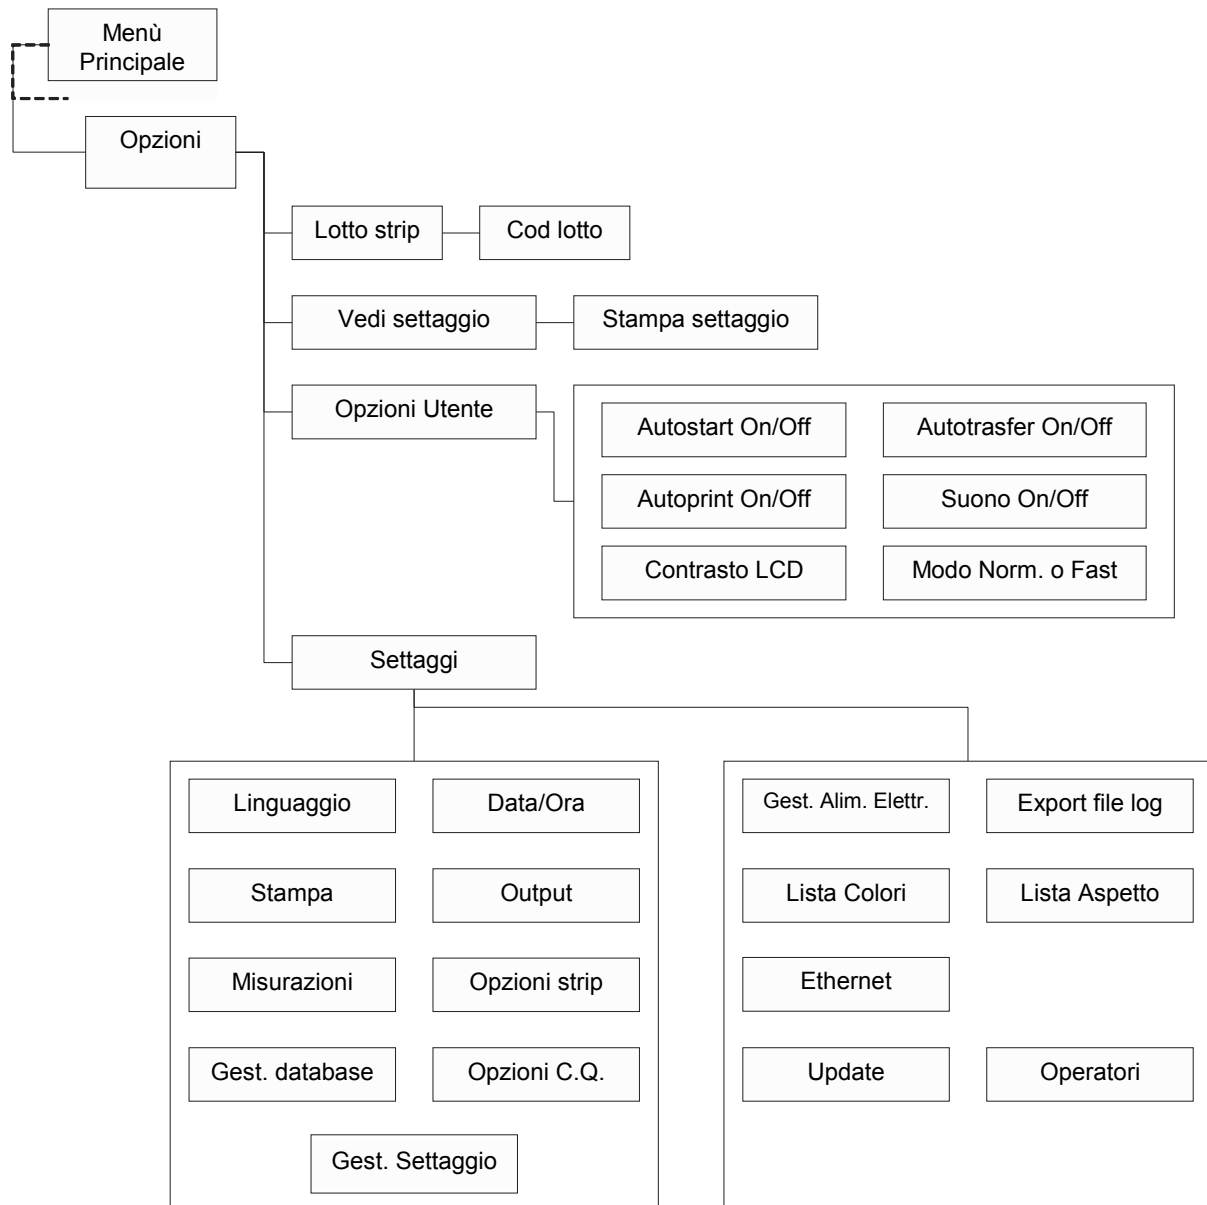 Menù
Principale
Opzioni
Lotto strip
Cod lotto
Vedi settaggio
Stampa settaggio
Opzioni Utente
Autostart On/Off
Autotrasfer On/Off
Autoprint On/Off
Suono On/Off
Contrasto LCD
Modo Norm. o Fast
Settaggi
Linguaggio
Data/Ora
Stampa
Output
Misurazioni
Opzioni strip
Gest. database
Opzioni C.Q.
Gest. Settaggio
Gest. Alim. Elettr.
Export file log
Lista Colori
Lista Aspetto
Ethernet
Update
Operatori